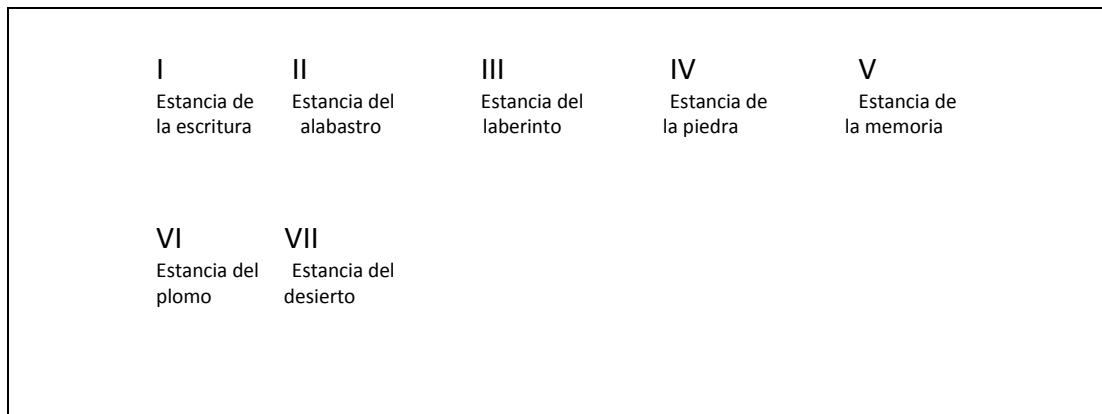 I II III IV V
Estancia de Estancia del Estancia del Estancia de Estancia de
la escritura alabastro laberinto la piedra la memoria
VI VII
Estancia del Estancia del
plomo desierto